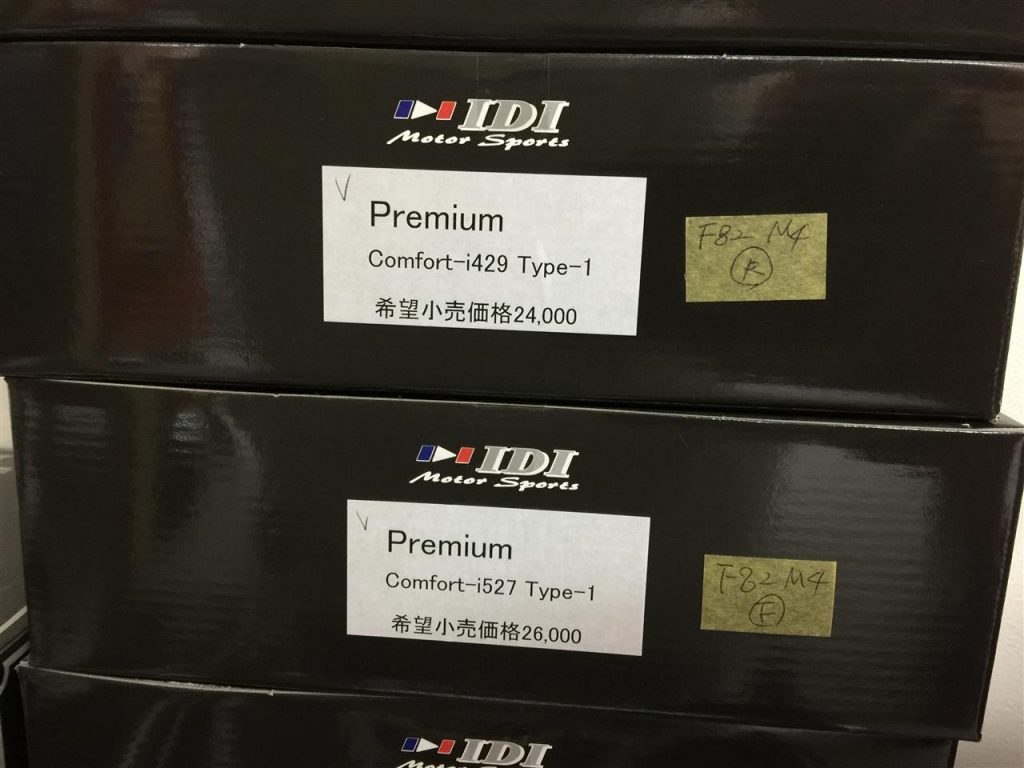 IDI
Motor Sports
V
Premium
Comfort-i429 Type-1
希望小売価格24,000
F82 M4
R
IDI
Motor Sports
V
Premium
Comfort-i527 Type-1
希望小売価格26,000
F82 M4
F
IDI
Motor Sports